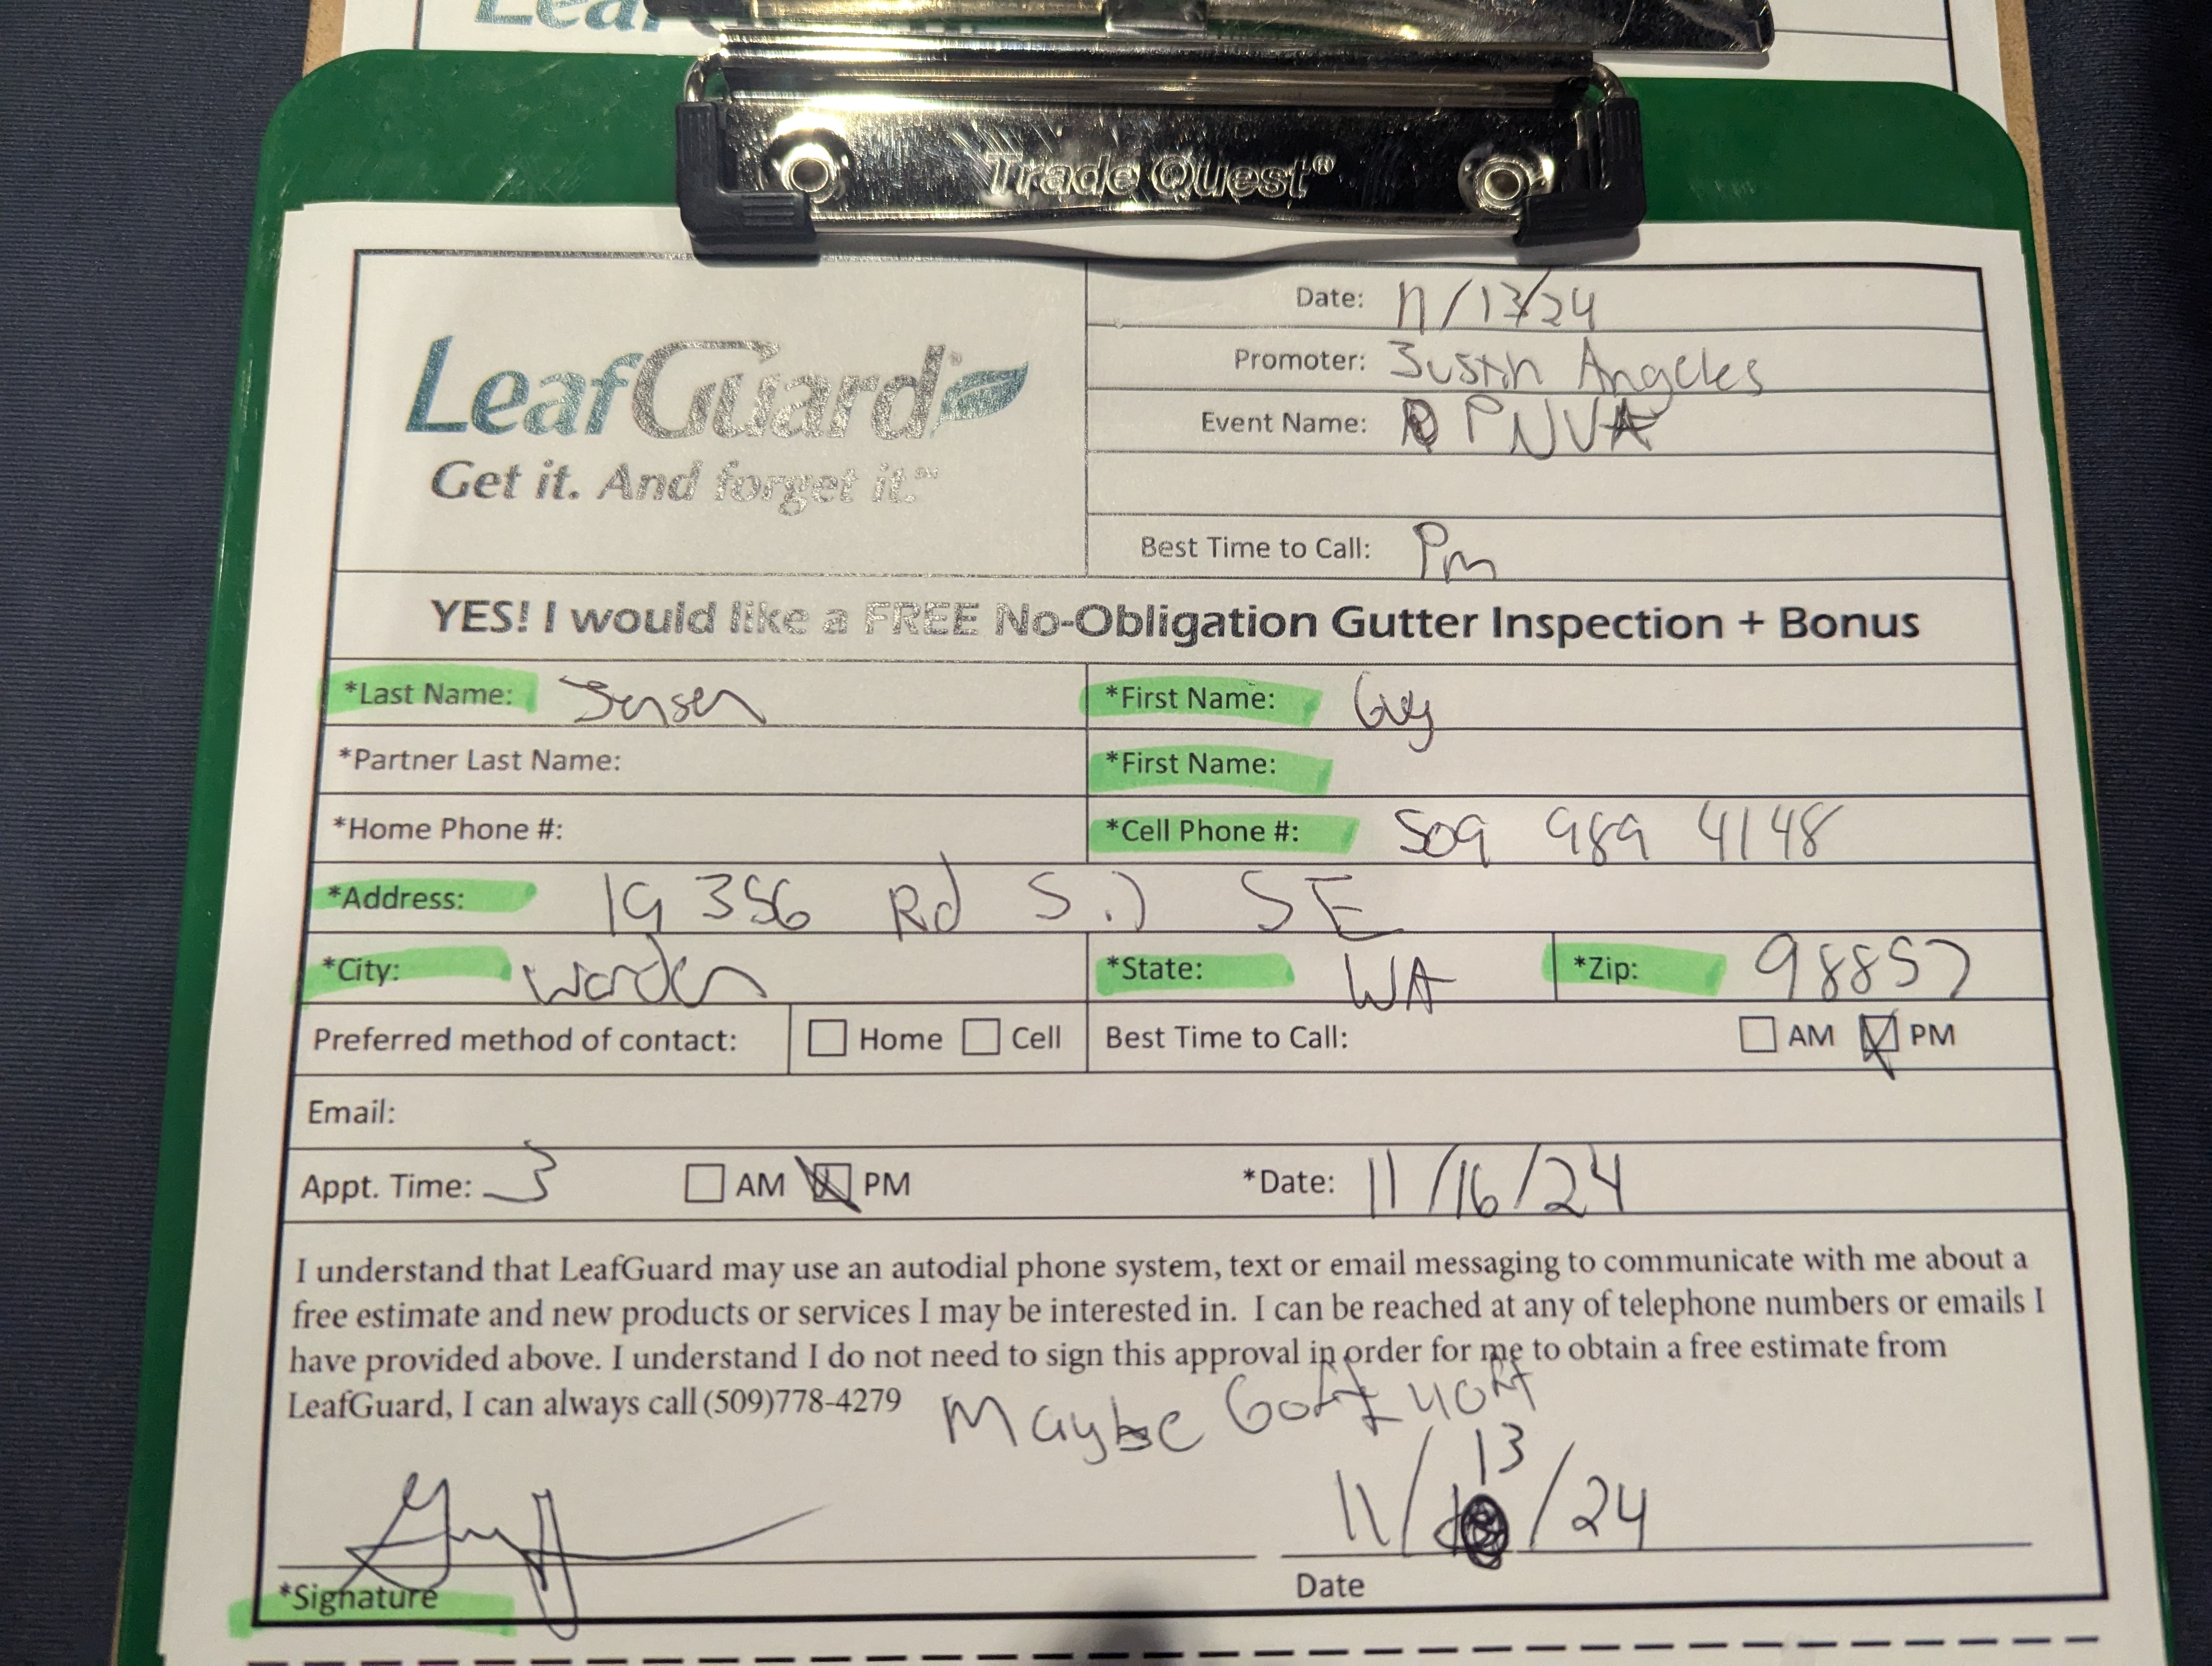 Trade Quest®
Date: 11/13/24
LeafGuard®
Get it. And forget it.℠
Promoter: Justin Angeles
Event Name: PNVA
Best Time to Call: Pm
YES! I would like a FREE No-Obligation Gutter Inspection + Bonus
*Last Name: Jensen *First Name: Guy
*Partner Last Name: *First Name:
*Home Phone #: *Cell Phone #: 509 989 4148
*Address: 19356 Rd SE
*City: Warden *State: WA *Zip: 98857
Preferred method of contact: Home Cell Best Time to Call: AM PM
Email:
Appt. Time: 3 AM PM *Date: 11/16/24
I understand that LeafGuard may use an autodial phone system, text or email messaging to communicate with me about a
free estimate and new products or services I may be interested in. I can be reached at any of telephone numbers or emails I
have provided above. I understand I do not need to sign this approval in order for me to obtain a free estimate from
LeafGuard, I can always call (509)778-4279
Maybe 60ft 40ft
11/13/24
*Signature Date